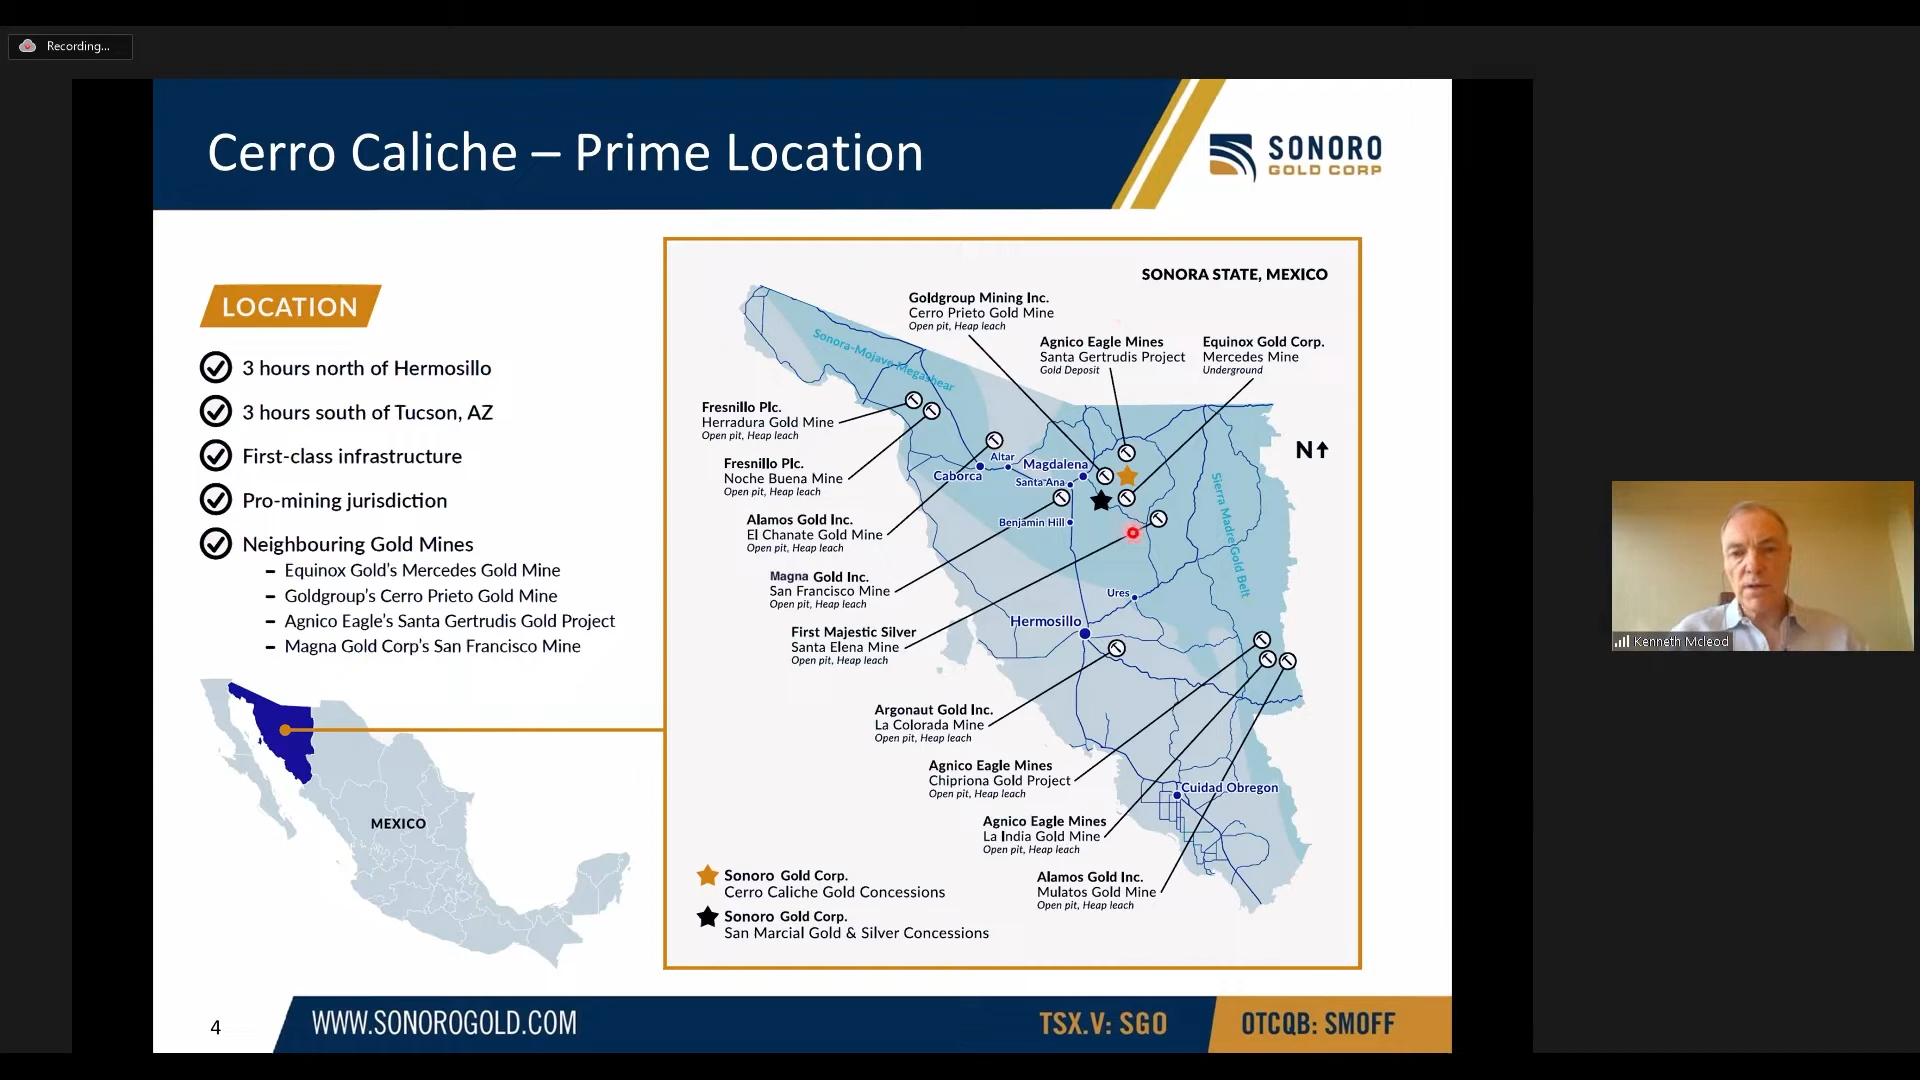 Recording...
Cerro Caliche – Prime Location
SONORO
GOLD CORP
LOCATION
3 hours north of Hermosillo
3 hours south of Tucson, AZ
First-class infrastructure
Pro-mining jurisdiction
Neighbouring Gold Mines
– Equinox Gold's Mercedes Gold Mine
– Goldgroup's Cerro Prieto Gold Mine
– Agnico Eagle's Santa Gertrudis Gold Project
– Magna Gold Corp's San Francisco Mine
MEXICO
SONORA STATE, MEXICO
Goldgroup Mining Inc.
Cerro Prieto Gold Mine
Open pit, Heap leach
Agnico Eagle Mines
Santa Gertrudis Project
Gold Deposit
Equinox Gold Corp.
Mercedes Mine
Underground
Sonora-Mojave Megashear
Fresnillo Plc.
Herradura Gold Mine
Open pit, Heap leach
N
Fresnillo Plc.
Noche Buena Mine
Open pit, Heap leach
Altar
Caborca
Magdalena
Santa Ana
Benjamin Hill
Sierra Madre Gold Belt
Alamos Gold Inc.
El Chanate Gold Mine
Open pit, Heap leach
Magna Gold Inc.
San Francisco Mine
Open pit, Heap leach
Ures
Hermosillo
First Majestic Silver
Santa Elena Mine
Open pit, Heap leach
Argonaut Gold Inc.
La Colorada Mine
Open pit, Heap leach
Agnico Eagle Mines
Chipriona Gold Project
Open pit, Heap leach
Cuidad Obregon
Agnico Eagle Mines
La India Gold Mine
Open pit, Heap leach
Alamos Gold Inc.
Mulatos Gold Mine
Open pit, Heap leach
Sonoro Gold Corp.
Cerro Caliche Gold Concessions
Sonoro Gold Corp.
San Marcial Gold & Silver Concessions
Kenneth Mcleod
4
WWW.SONOROGOLD.COM
TSX.V: SGO
OTCQB: SMOFF